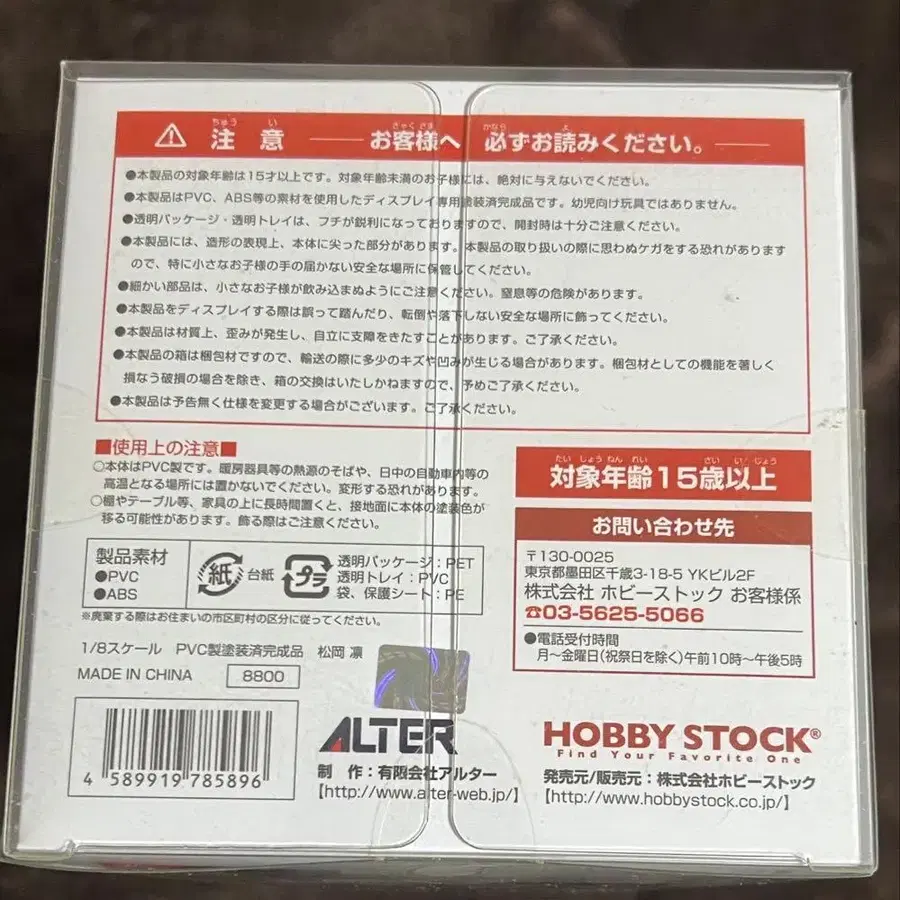 ちゅう い
きゃくさま
かなら
よ
⚠ 注意 ― お客様へ 必ずお読みください。 ―
●本製品の対象年齢は15才以上です。対象年齢未満のお子様には、絶対に与えないでください。
●本製品はPVC、ABS等の素材を使用したディスプレイ専用塗装済完成品です。幼児向け玩具ではありません。
●透明パッケージ・透明トレイは、フチが鋭利になっておりますので、開封時は十分ご注意ください。
●本製品には、造形の表現上、本体に尖った部分があります。本製品の取り扱いの際に思わぬケガをする恐れがあります
ので、特に小さなお子様の手の届かない安全な場所に保管してください。
●細かい部品は、小さなお子様が飲み込まぬようにご注意ください。窒息等の危険があります。
●本製品をディスプレイする際は誤って踏んだり、転倒や落下しない安全な場所に飾ってください。
●本製品は材質上、歪みが発生し、自立に支障をきたすことがあります。ご了承ください。
●本製品の箱は梱包材ですので、輸送の際に多少のキズや凹みが生じる場合があります。梱包材としての機能を著しく
損なう破損の場合を除き、箱の交換はいたしかねますので、予めご了承ください。
●本製品は予告無く仕様を変更する場合がございます。ご了承ください。
■使用上の注意■
○本体はPVC製です。暖房器具等の熱源のそばや、日中の自動車内等の
高温となる場所には置かないでください。変形する恐れがあります。
○棚やテーブル等、家具の上に長時間置くと、接地面に本体の塗装色が
移る可能性があります。飾る際はご注意ください。
製品素材
●PVC
●ABS
紙 台紙
プラ
透明パッケージ：PET
透明トレイ：PVC
袋、保護シート：PE
※廃棄する際はお住まいの市区町村の区分に従ってください。
1/8スケール PVC製塗装済完成品 松岡 凛
MADE IN CHINA 8800
4 589919 785896
ALTER
制 作：有限会社アルター
【http://www.alter-web.jp/】
たい しょう ねん れい さい い じょう
対象年齢15歳以上
お問い合わせ先
〒130-0025
東京都墨田区千歳3-18-5 YKビル2F
株式会社 ホビーストック お客様係
☎03-5625-5066
●電話受付時間
月～金曜日(祝祭日を除く)午前10時～午後5時
HOBBY STOCK®
Find Your Favorite One
発売元/販売元：株式会社ホビーストック
【http://www.hobbystock.co.jp/】